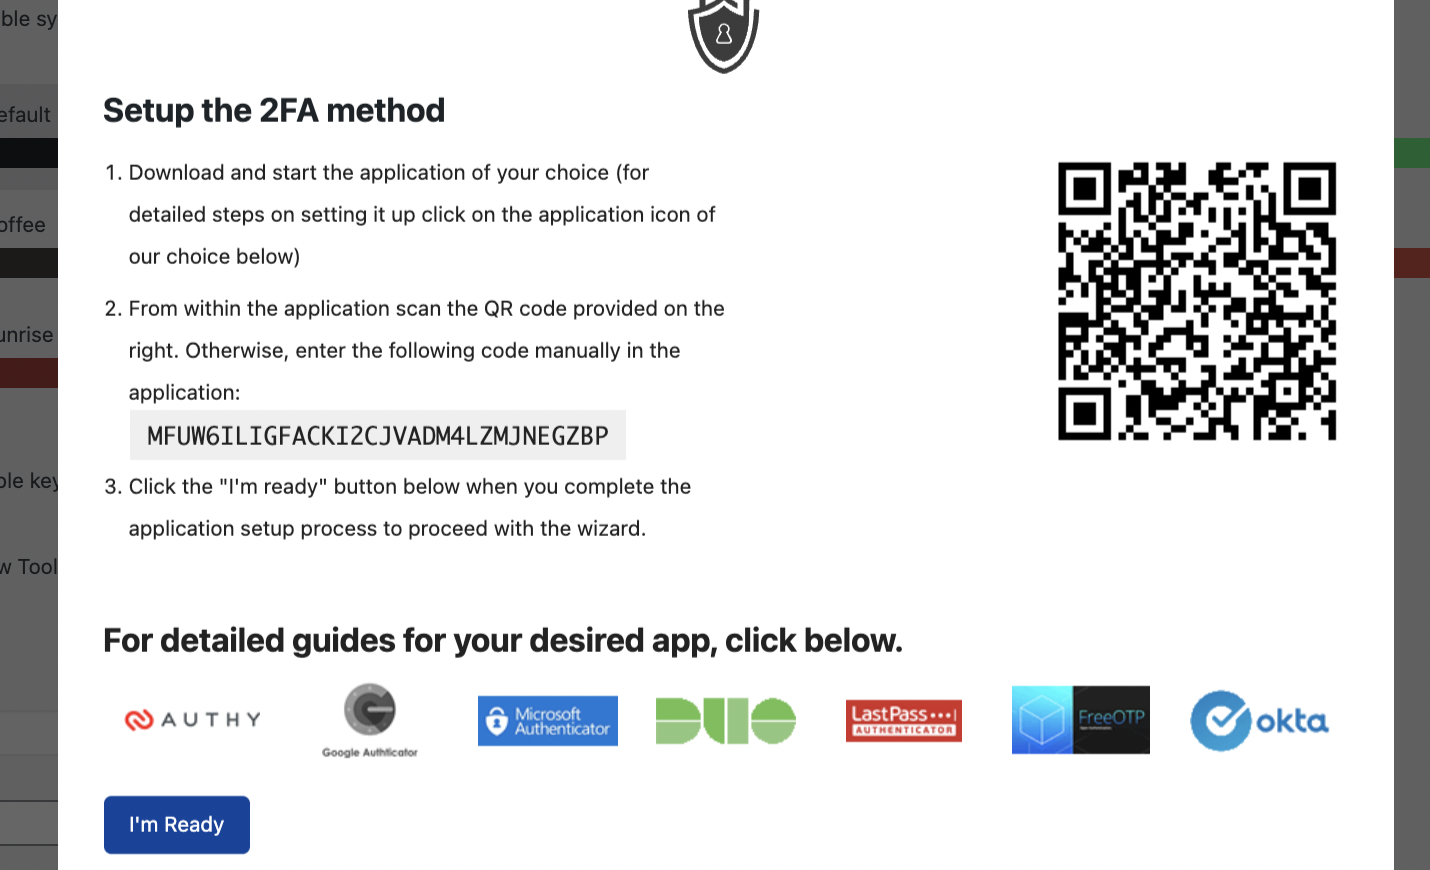 ble sy
efault
offee
unrise
ble key
w Tool
Setup the 2FA method
1. Download and start the application of your choice (for
detailed steps on setting it up click on the application icon of
our choice below)
2. From within the application scan the QR code provided on the
right. Otherwise, enter the following code manually in the
application:
MFUW6ILIGFACKI2CJVADM4LZMJNEGZBP
3. Click the "I'm ready" button below when you complete the
application setup process to proceed with the wizard.
For detailed guides for your desired app, click below.
AUTHY
Google Authticator
Microsoft
Authenticator
DUO
LastPass•••|
AUTHENTICATOR
FreeOTP
okta
I'm Ready